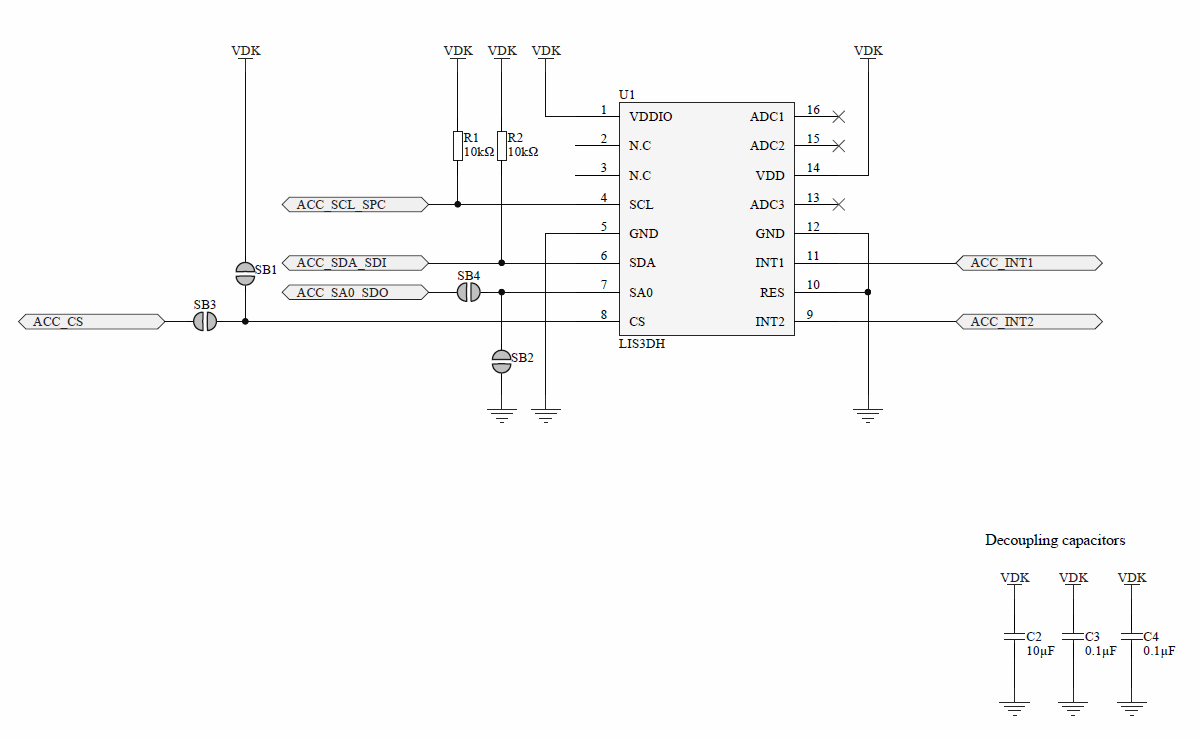 VDK
VDK
VDK
VDK
VDK
U1
1
VDDIO
ADC1
16
R1
10kΩ
R2
10kΩ
2
N.C
ADC2
15
3
N.C
VDD
14
ACC_SCL_SPC
4
SCL
ADC3
13
5
GND
GND
12
ACC_SDA_SDI
6
SDA
INT1
11
ACC_INT1
SB1
SB4
ACC_SA0_SDO
7
SA0
RES
10
SB3
ACC_CS
8
CS
INT2
9
ACC_INT2
LIS3DH
SB2
Decoupling capacitors
VDK
VDK
VDK
C2
10µF
C3
0.1µF
C4
0.1µF